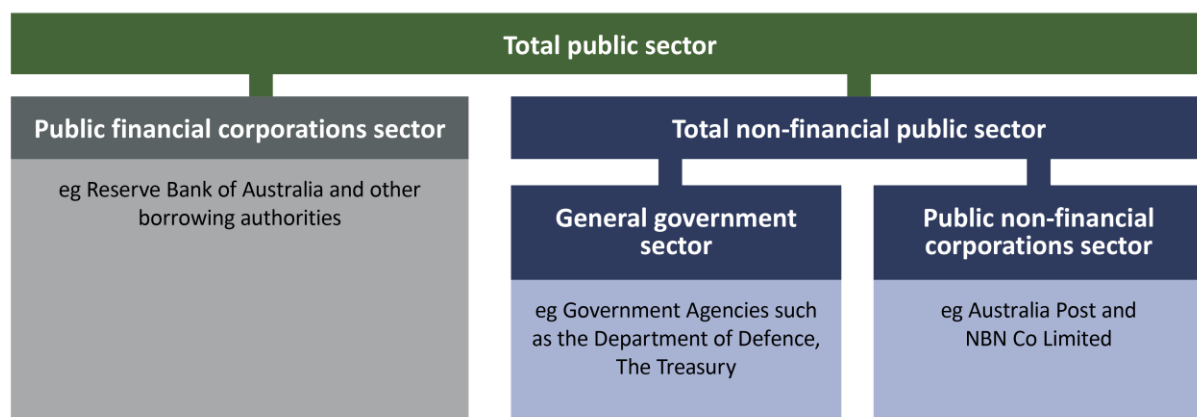 Total public sector
Public financial corporations sector
eg Reserve Bank of Australia and other
borrowing authorities
Total non-financial public sector
General government
sector
eg Government Agencies such
as the Department of Defence,
The Treasury
Public non-financial
corporations sector
eg Australia Post and
NBN Co Limited